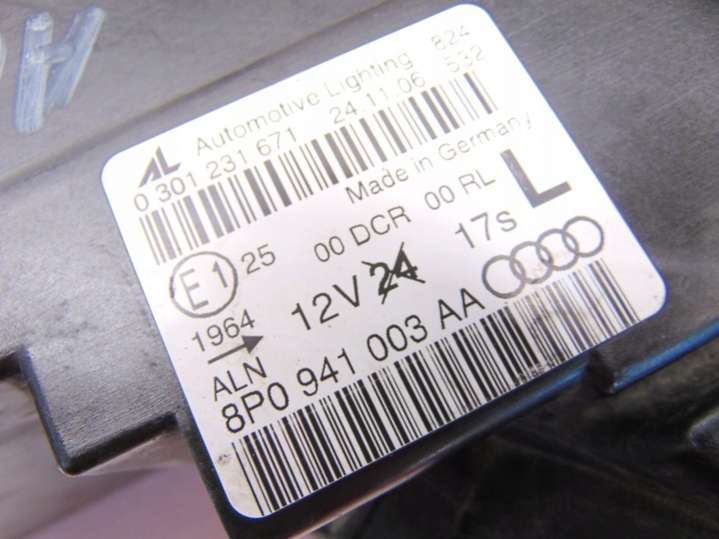 AL Automotive Lighting 824
0 301 231 671 24.11.06 532
Made in Germany
E1 25 00 DCR 00 RL L
1964 12V 24 17s
ALN
8P0 941 003 AA